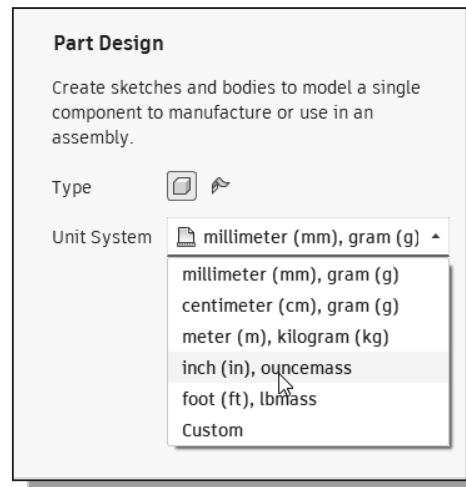 Part Design
Create sketches and bodies to model a single
component to manufacture or use in an
assembly.
Type
Unit System
millimeter (mm), gram (g)
millimeter (mm), gram (g)
centimeter (cm), gram (g)
meter (m), kilogram (kg)
inch (in), ouncemass
foot (ft), lbmass
Custom